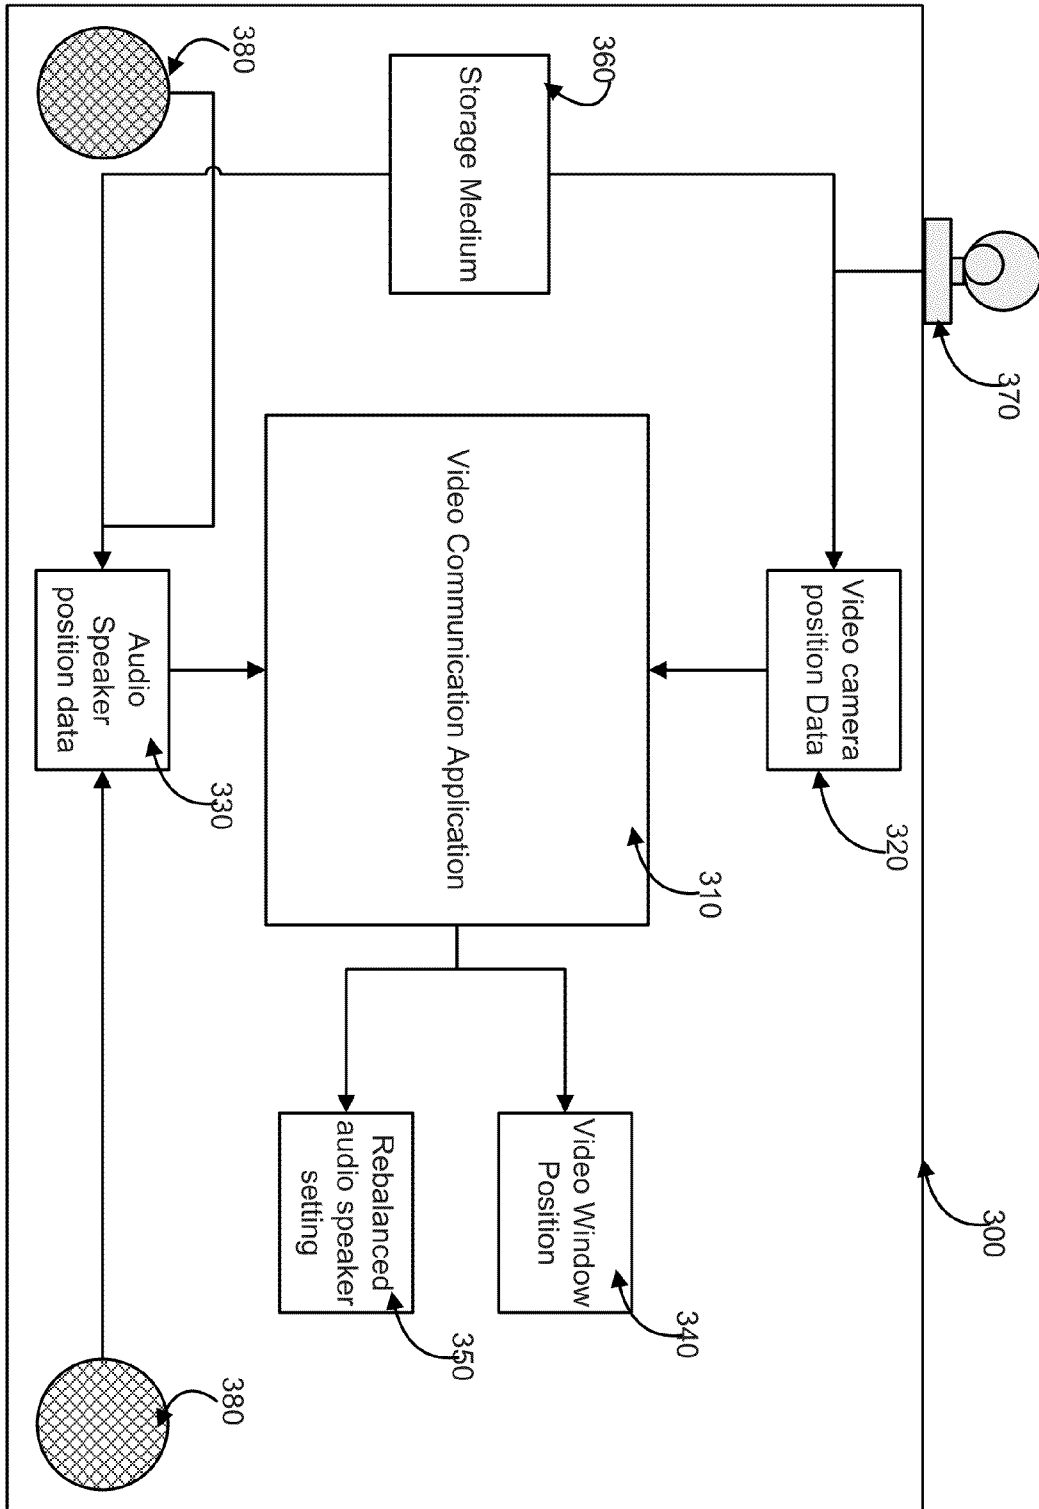 370
300
320
Video camera
position Data
310
340
360
Video Window
Position
Storage Medium
Video Communication Application
350
Rebalanced
audio speaker
setting
380
330
380
Audio
Speaker
position data